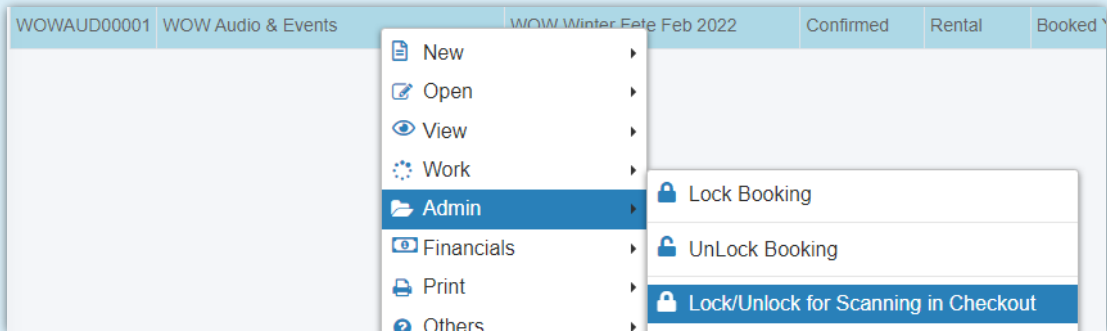 WOWAUD00001 WOW Audio & Events WOW Winter Fete Feb 2022 Confirmed Rental Booked
New
Open
View
Work
Admin
Financials
Print
Others
Lock Booking
UnLock Booking
Lock/Unlock for Scanning in Checkout